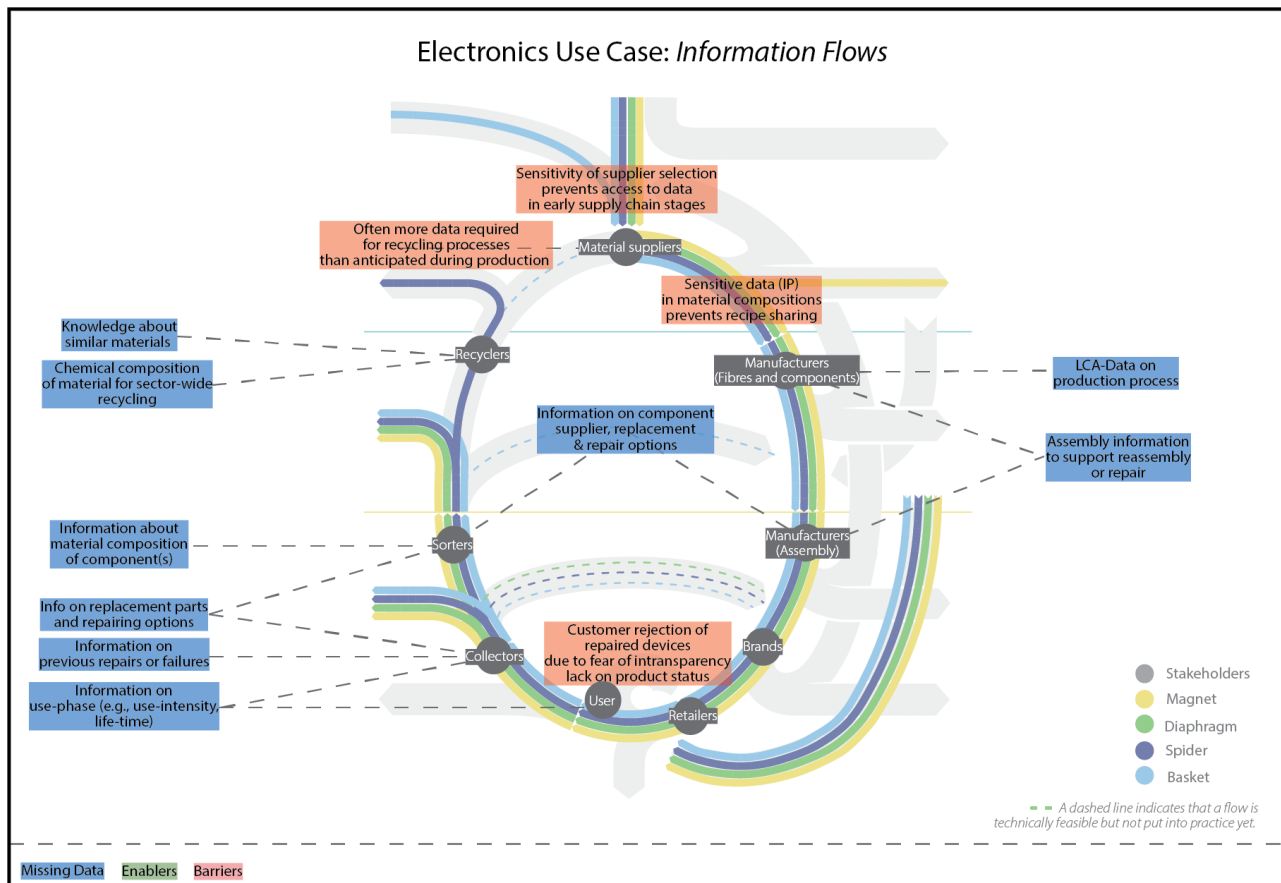 Electronics Use Case: Information Flows
Sensitivity of supplier selection
prevents access to data
in early supply chain stages
Often more data required
for recycling processes
than anticipated during production
Material suppliers
Sensitive data (IP)
in material compositions
prevents recipe sharing
Knowledge about
similar materials
Recyclers
Chemical composition
of material for sector-wide
recycling
Manufacturers
(Fibres and components)
LCA-Data on
production process
Information on component
supplier, replacement
& repair options
Assembly information
to support reassembly
or repair
Information about
material composition
of component(s)
Sorters
Manufacturers
(Assembly)
Info on replacement parts
and repairing options
Information on
previous repairs or failures
Collectors
Customer rejection of
repaired devices
due to fear of intransparency
lack on product status
Brands
Information on
use-phase (e.g., use-intensity,
life-time)
User
Retailers
Stakeholders
Magnet
Diaphragm
Spider
Basket
A dashed line indicates that a flow is
technically feasible but not put into practice yet.
Missing Data
Enablers
Barriers